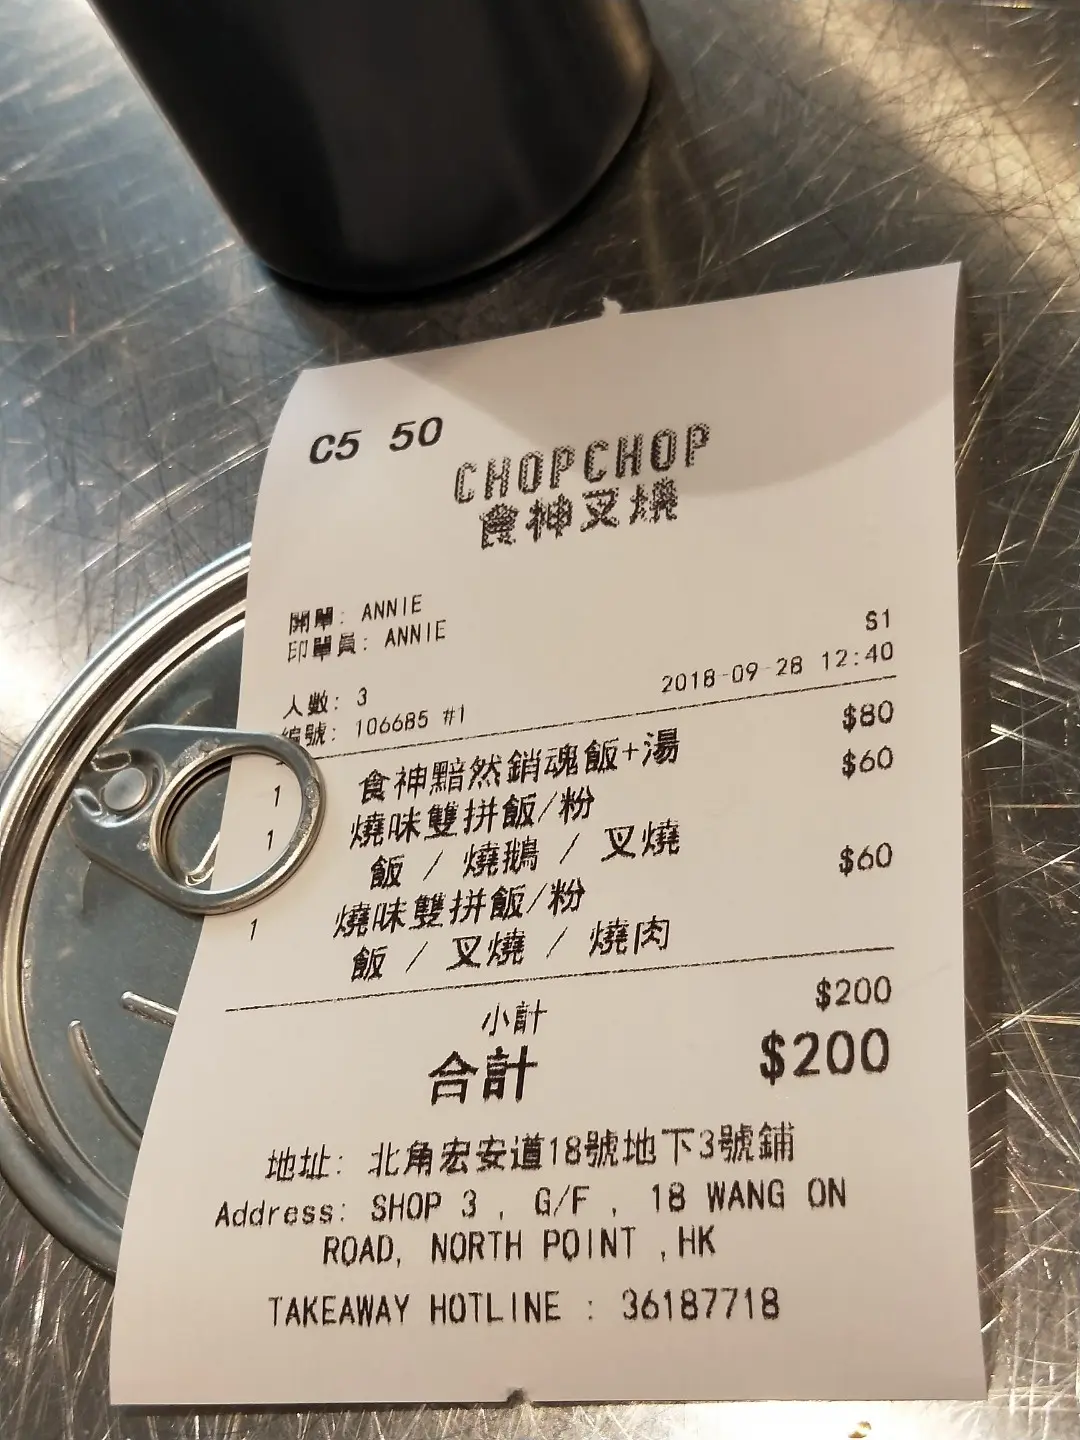 C5 50
CHOPCHOP
食神叉燒
開單: ANNIE
印單員: ANNIE
S1
人數: 3
2018-09-28 12:40
編號: 106685 #1
1 食神黯然銷魂飯+湯 $80
1 燒味雙拼飯/粉 $60
飯 / 燒鵝 / 叉燒
1 燒味雙拼飯/粉 $60
飯 / 叉燒 / 燒肉
小計 $200
合計 $200
地址: 北角宏安道18號地下3號鋪
Address: SHOP 3 , G/F , 18 WANG ON
ROAD, NORTH POINT ,HK
TAKEAWAY HOTLINE : 36187718